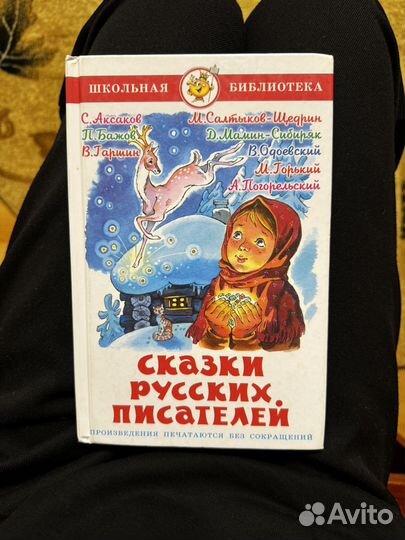 ШКОЛЬНАЯ БИБЛИОТЕКА
С.Аксаков
П.Бажов
В.Гаршин
М.Салтыков-Щедрин
Д.Мамин-Сибиряк
В.Одоевский
М.Горький
А.Погорельский
СКАЗКИ
РУССКИХ
ПИСАТЕЛЕЙ
ПРОИЗВЕДЕНИЯ ПЕЧАТАЮТСЯ БЕЗ СОКРАЩЕНИЙ
Avito